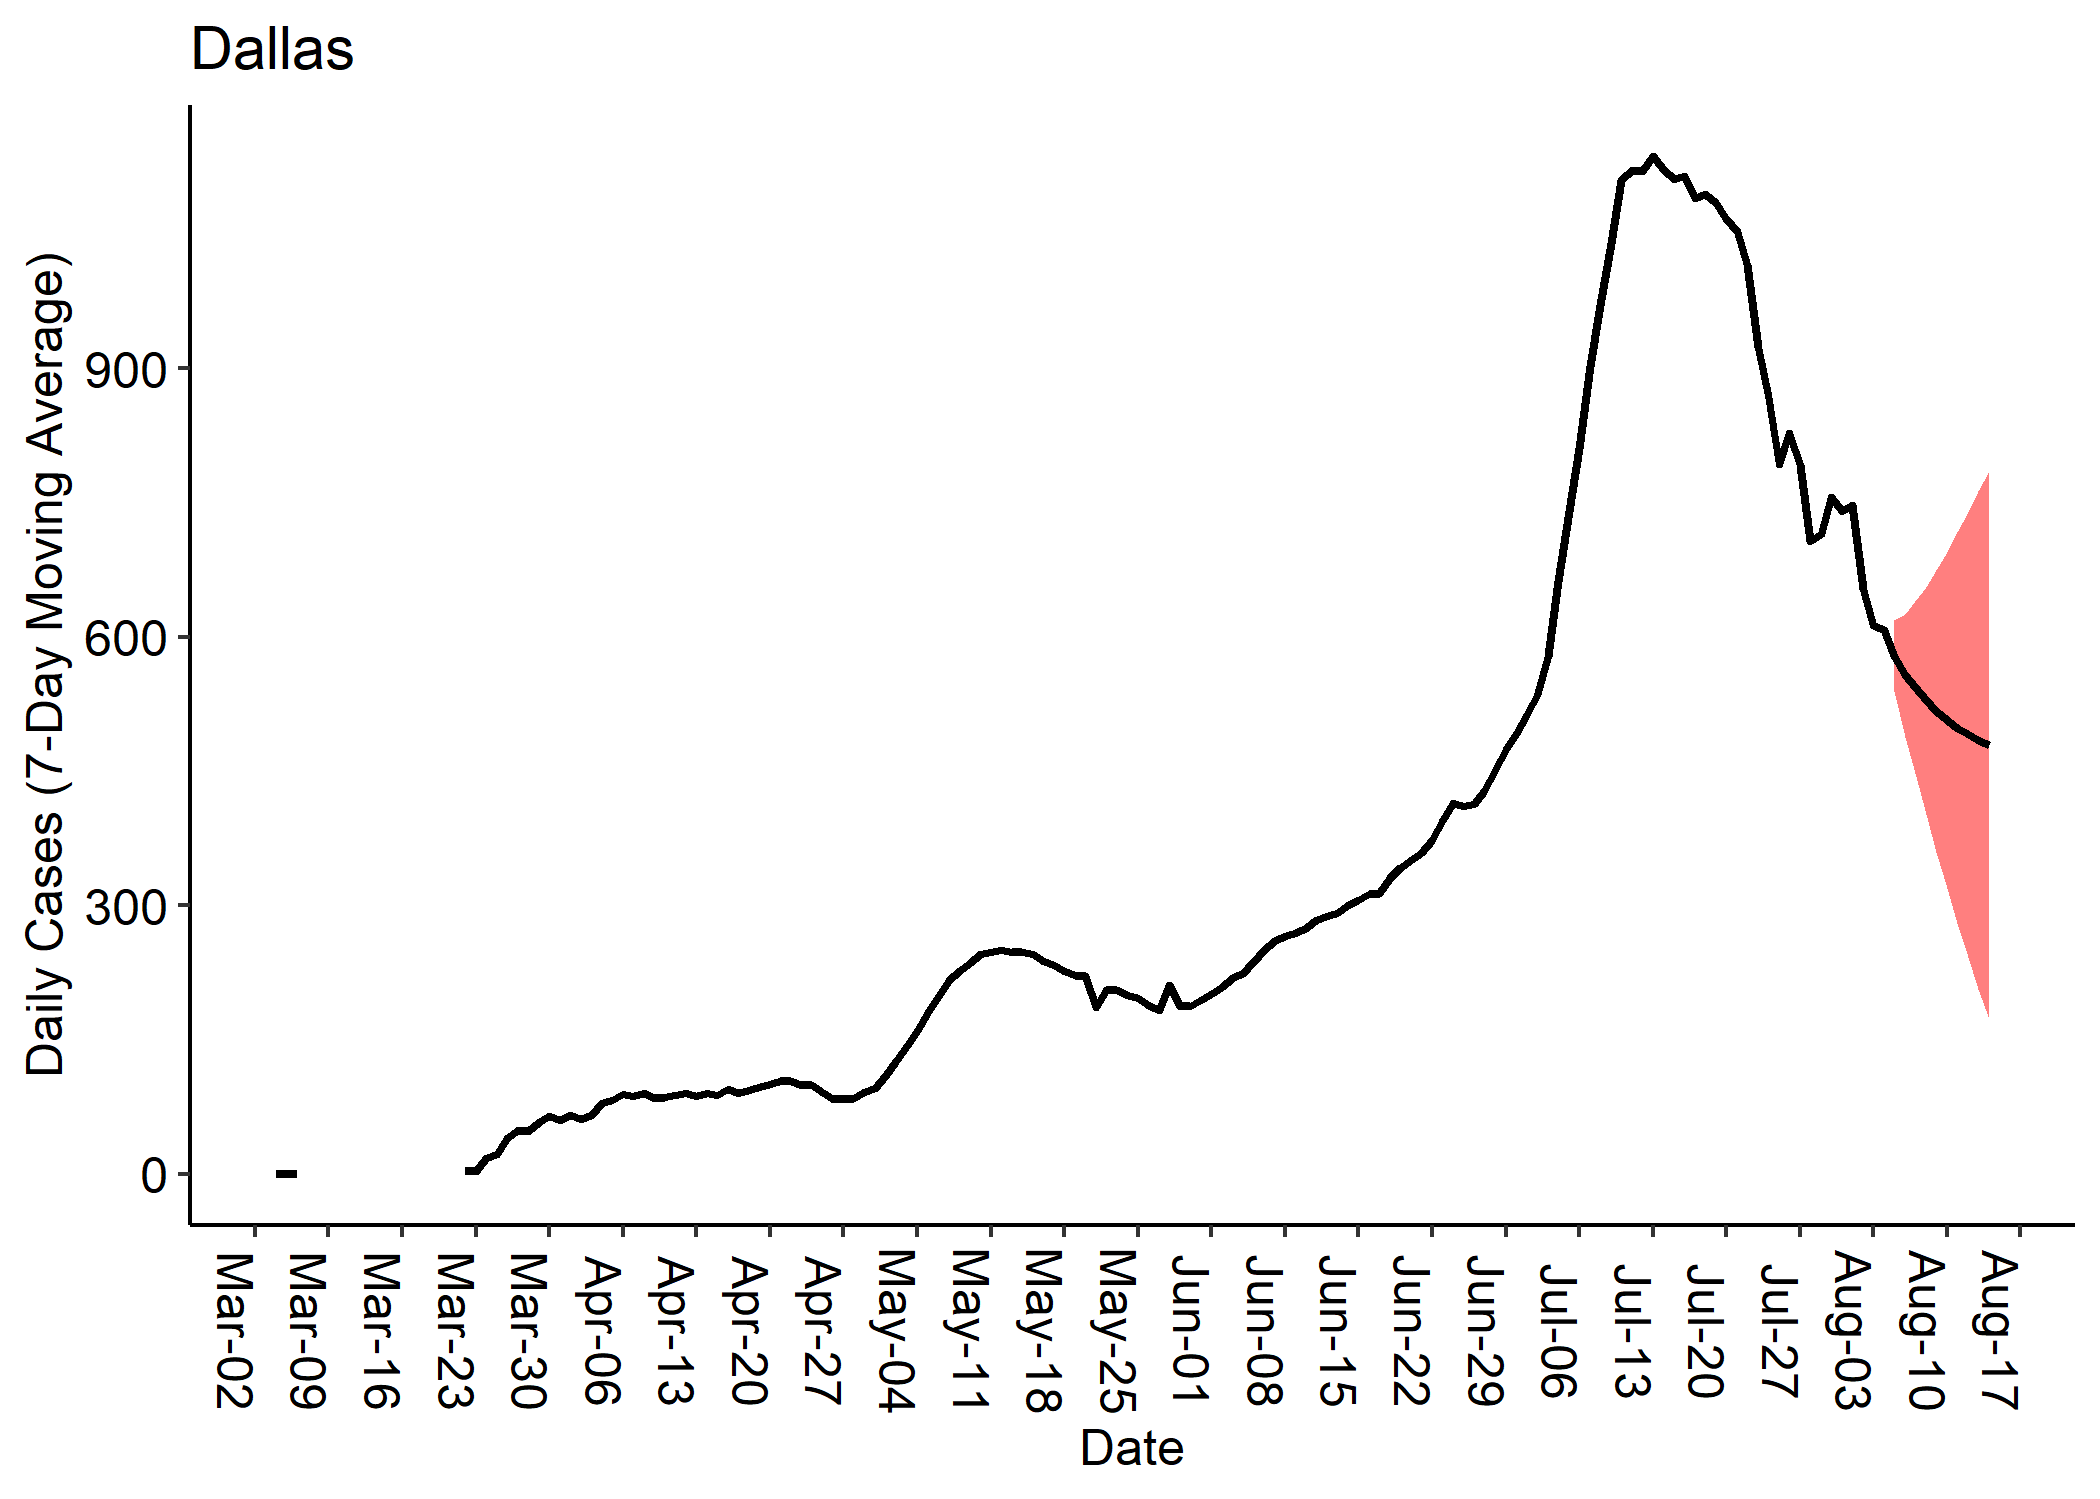 Dallas
Daily Cases (7-Day Moving Average)
900
600
300
0
Mar-02
Mar-09
Mar-16
Mar-23
Mar-30
Apr-06
Apr-13
Apr-20
Apr-27
May-04
May-11
May-18
May-25
Jun-01
Jun-08
Jun-15
Jun-22
Jun-29
Jul-06
Jul-13
Jul-20
Jul-27
Aug-03
Aug-10
Aug-17
Date